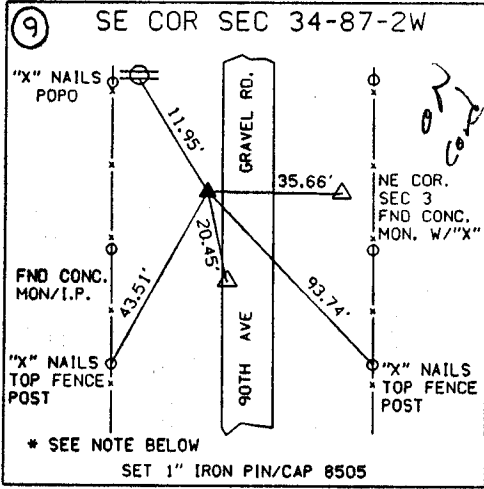 9
SE COR SEC 34-87-2W
"X" NAILS
POPO
11.95'
GRAVEL RD.
35.66'
NE COR.
SEC 3
FND CONC.
MON. W/"X"
FND CONC.
MON/I.P.
43.51'
20.45'
93.74'
90TH AVE
"X" NAILS
TOP FENCE
POST
"X" NAILS
TOP FENCE
POST
* SEE NOTE BELOW
SET 1" IRON PIN/CAP 8505